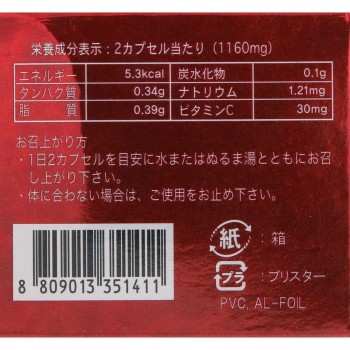 栄養成分表示：2カプセル当たり（1160mg）
エネルギー 5.3kcal 炭水化物 0.1g
タンパク質 0.34g ナトリウム 1.21mg
脂質 0.39g ビタミンC 30mg
お召上がり方
・1日2カプセルを目安に水またはぬるま湯とともにお召
し上がり下さい。
・体に合わない場合は、ご使用をお止め下さい。
紙：箱
プラ：ブリスター
PVC, AL-FOIL
8 809013 351411